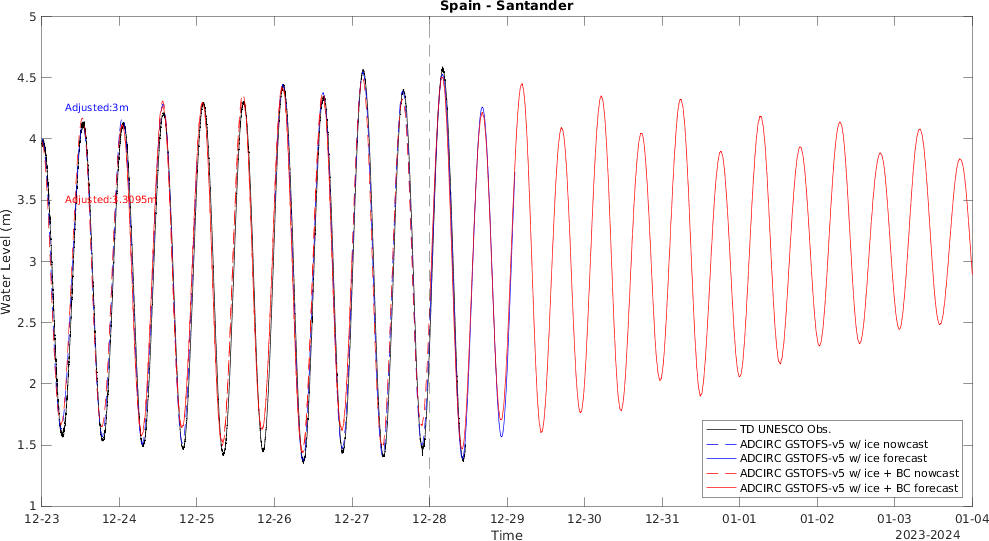 Spain - Santander
5
4.5
Adjusted:3m
4
3.5
Adjusted:3.3095m
Water Level (m)
3
2.5
2
1.5
1
TD UNESCO Obs.
ADCIRC GSTOFS-v5 w/ ice nowcast
ADCIRC GSTOFS-v5 w/ ice forecast
ADCIRC GSTOFS-v5 w/ ice + BC nowcast
ADCIRC GSTOFS-v5 w/ ice + BC forecast
12-23 12-24 12-25 12-26 12-27 12-28 12-29 12-30 12-31 01-01 01-02 01-03 01-04
Time
2023-2024